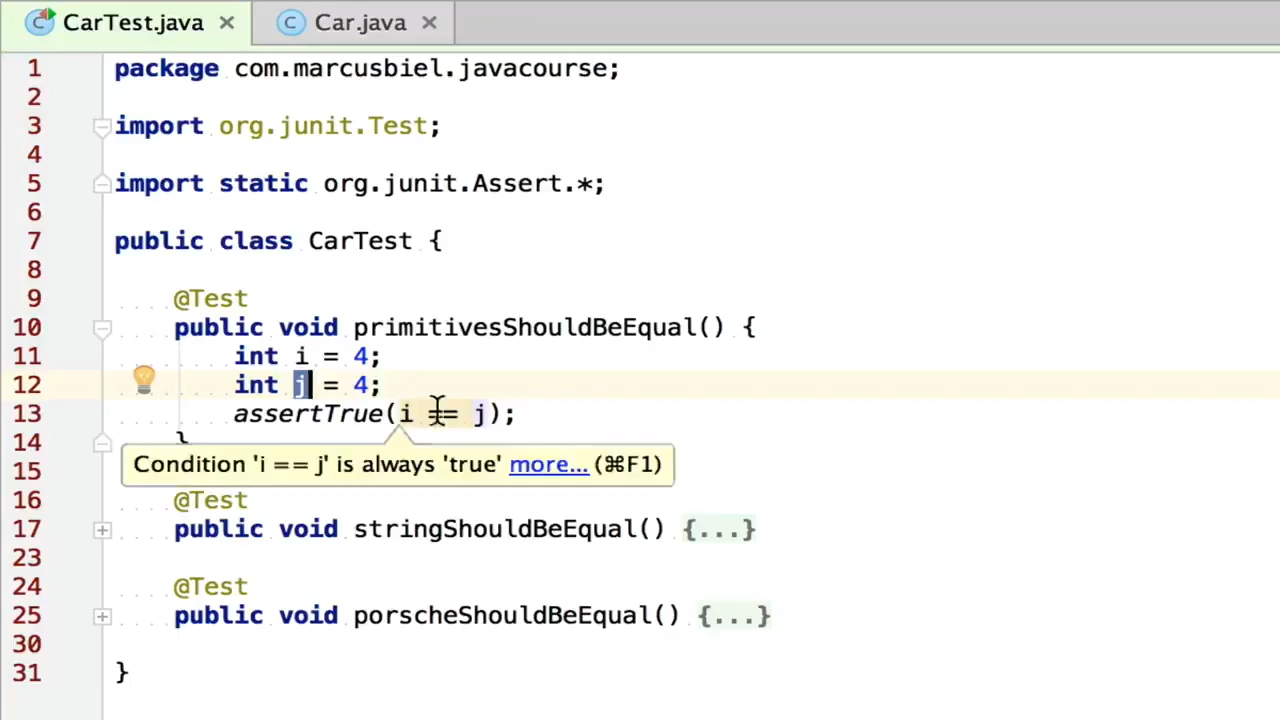 CarTest.java × Car.java ×
1 package com.marcusbiel.javacourse;
2
3 import org.junit.Test;
4
5 import static org.junit.Assert.*;
6
7 public class CarTest {
8
9 @Test
10 public void primitivesShouldBeEqual() {
11 int i = 4;
12 int j = 4;
13 assertTrue(i == j);
14 }
Condition 'i == j' is always 'true' more... (⌘F1)
15
16 @Test
17 public void stringShouldBeEqual() {...}
23
24 @Test
25 public void porscheShouldBeEqual() {...}
30
31 }